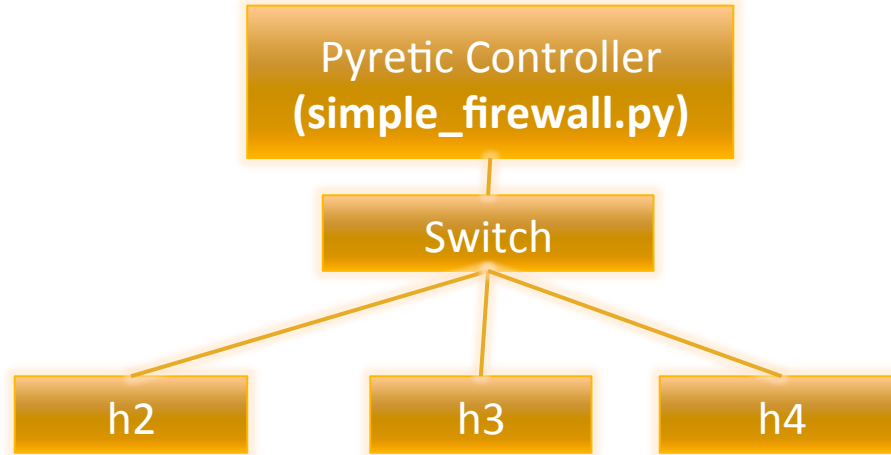 Pyretic Controller
(simple_firewall.py)
Switch
h2
h3
h4